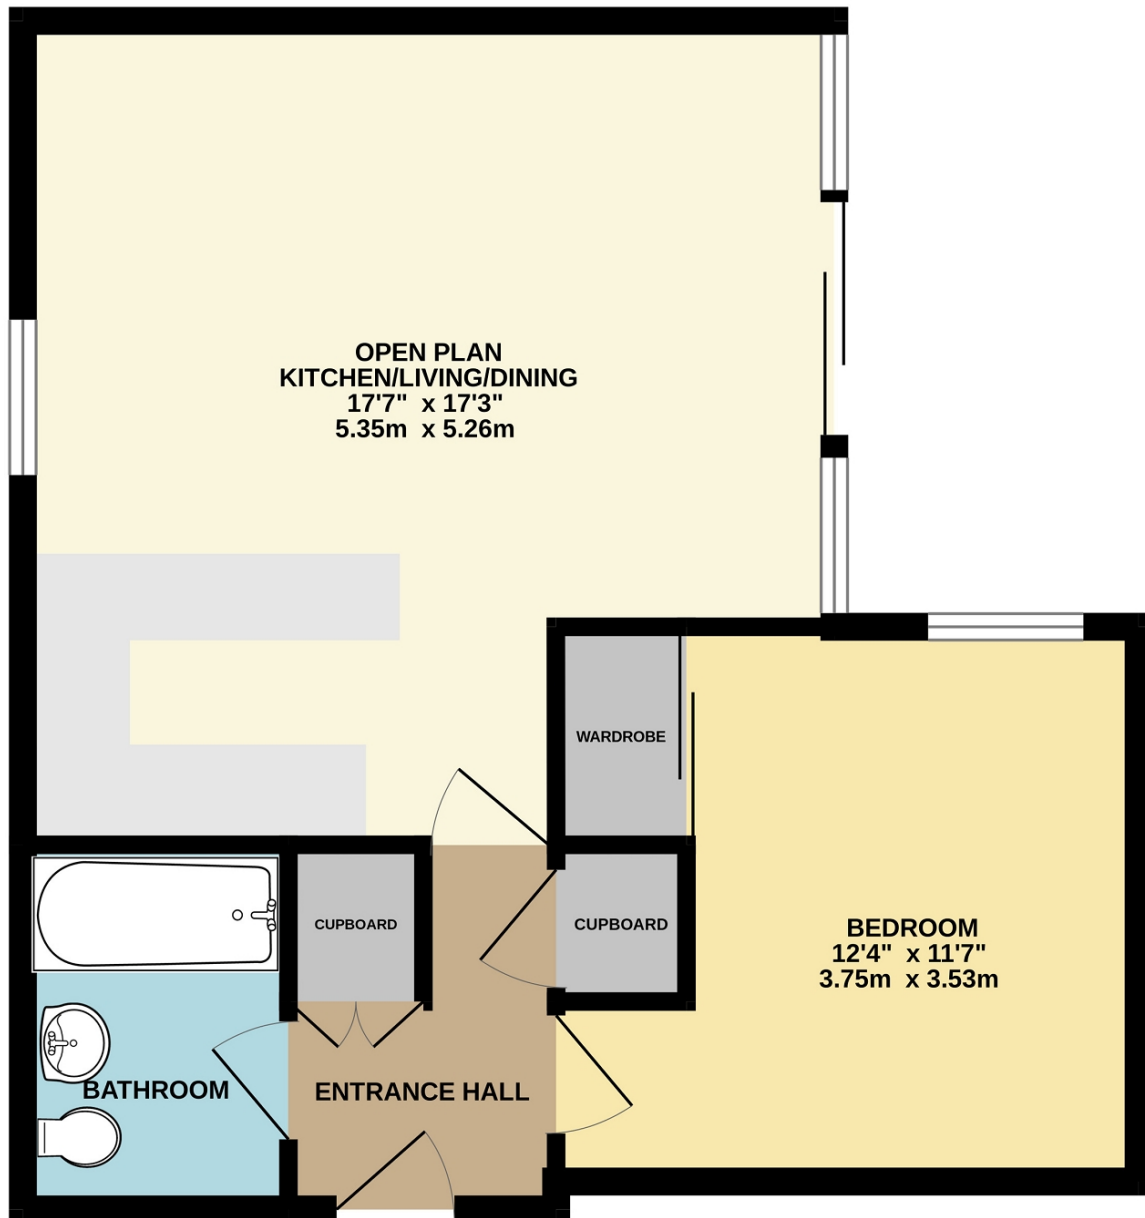 OPEN PLAN
KITCHEN/LIVING/DINING
17'7" x 17'3"
5.35m x 5.26m
WARDROBE
CUPBOARD
CUPBOARD
BEDROOM
12'4" x 11'7"
3.75m x 3.53m
BATHROOM
ENTRANCE HALL